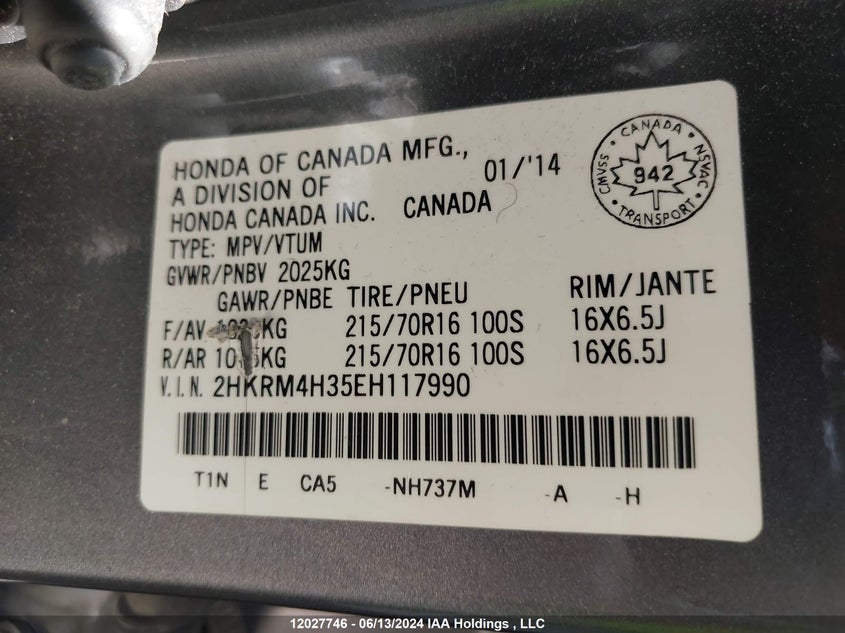 HONDA OF CANADA MFG., 01/'14
A DIVISION OF
HONDA CANADA INC. CANADA
TYPE: MPV/VTUM
GVWR/PNBV 2025KG
GAWR/PNBE TIRE/PNEU RIM/JANTE
F/AV KG 215/70R16 100S 16X6.5J
R/AR KG 215/70R16 100S 16X6.5J
V.I.N. 2HKRM4H35EH117990
T1N E CA5 -NH737M -A -H
CANADA
CMVSS 942 NSVAC
TRANSPORT
12027746 - 06/13/2024 IAA Holdings , LLC